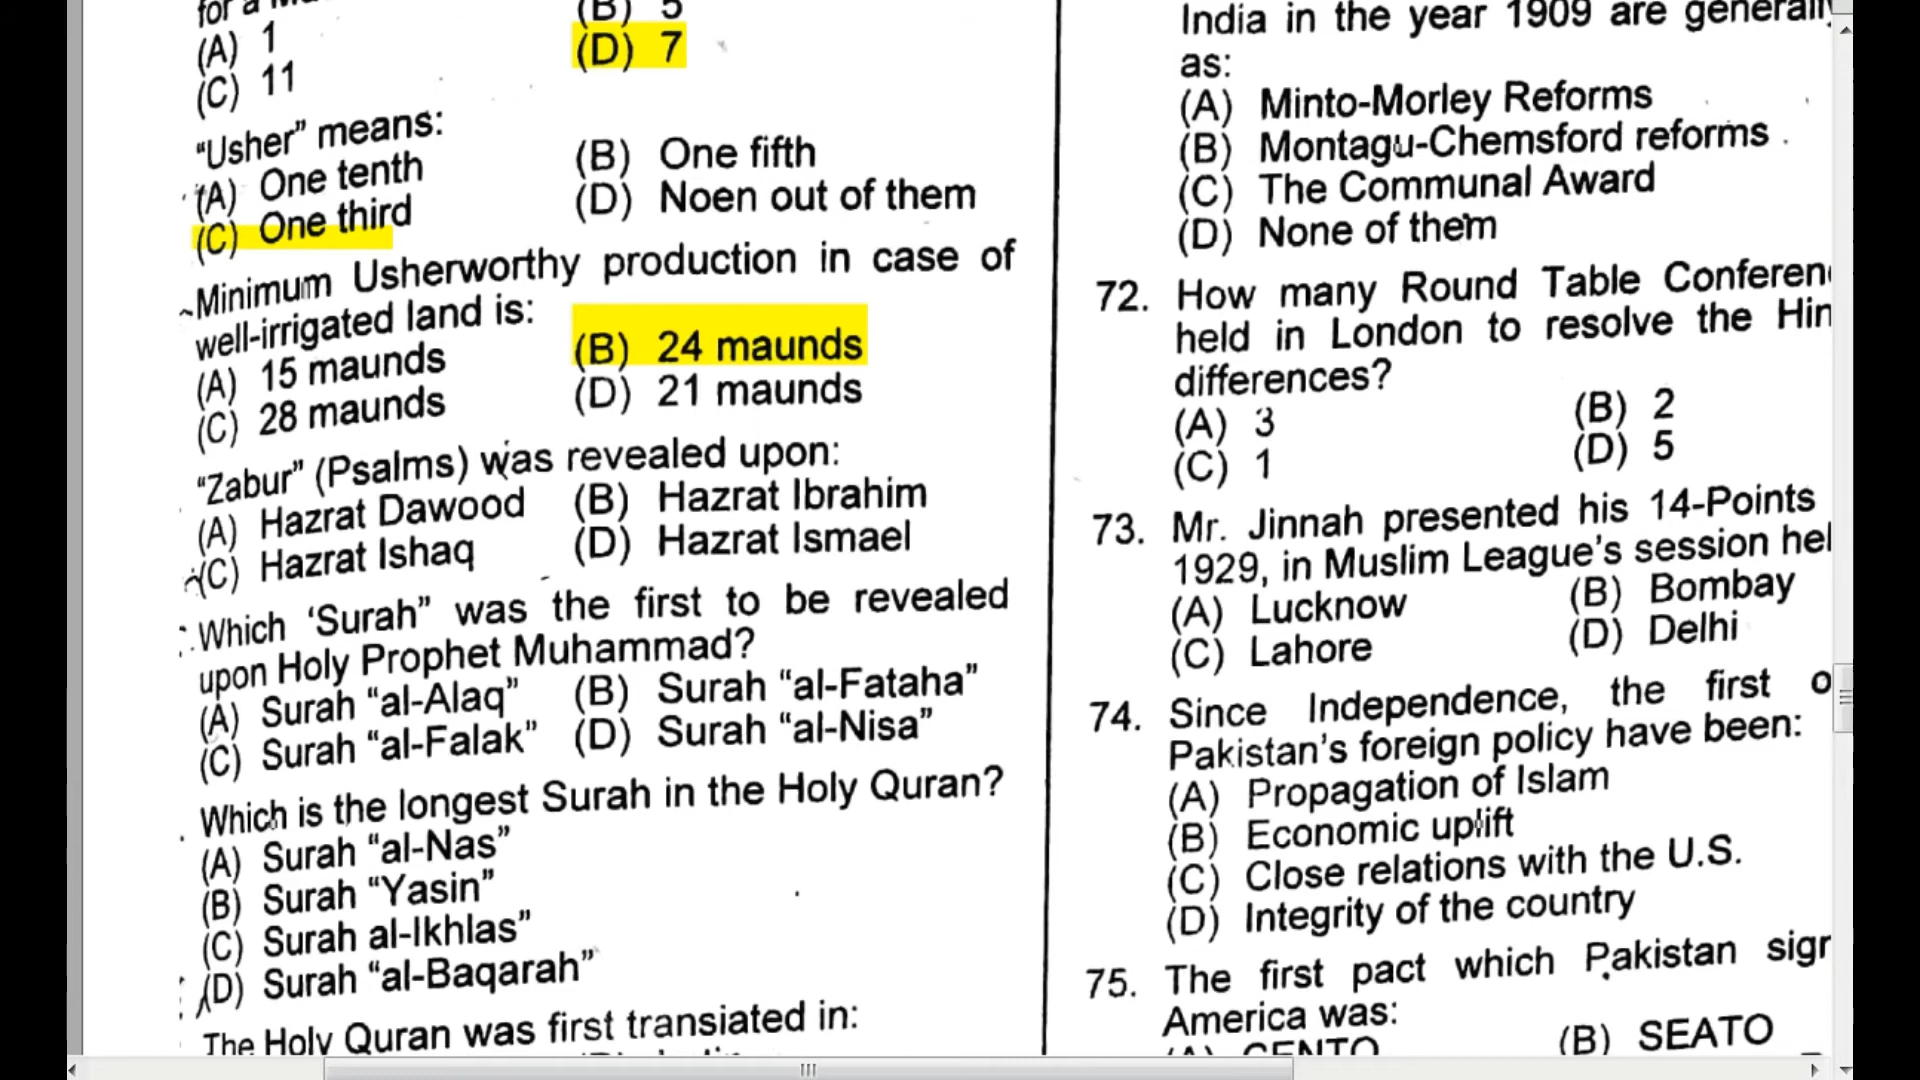 for a
(B) 5
(A) 1
(D) 7
(C) 11
“Usher” means:
(A) One tenth
(B) One fifth
(C) One third
(D) Noen out of them
Minimum Usherworthy production in case of
well-irrigated land is:
(A) 15 maunds
(B) 24 maunds
(C) 28 maunds
(D) 21 maunds
“Zabur” (Psalms) was revealed upon:
(A) Hazrat Dawood
(B) Hazrat Ibrahim
(C) Hazrat Ishaq
(D) Hazrat Ismael
Which ‘Surah” was the first to be revealed
upon Holy Prophet Muhammad?
(A) Surah “al-Alaq”
(B) Surah “al-Fataha”
(C) Surah “al-Falak”
(D) Surah “al-Nisa”
Which is the longest Surah in the Holy Quran?
(A) Surah “al-Nas”
(B) Surah “Yasin”
(C) Surah al-Ikhlas”
(D) Surah “al-Baqarah”
The Holy Quran was first transiated in:
India in the year 1909 are generally
as:
(A) Minto-Morley Reforms
(B) Montagu-Chemsford reforms
(C) The Communal Award
(D) None of them
72. How many Round Table Conferen
held in London to resolve the Hin
differences?
(A) 3
(B) 2
(C) 1
(D) 5
73. Mr. Jinnah presented his 14-Points
1929, in Muslim League’s session hel
(A) Lucknow
(B) Bombay
(C) Lahore
(D) Delhi
74. Since Independence, the first o
Pakistan’s foreign policy have been:
(A) Propagation of Islam
(B) Economic uplift
(C) Close relations with the U.S.
(D) Integrity of the country
75. The first pact which Pakistan sign
America was:
(A) CENTO
(B) SEATO